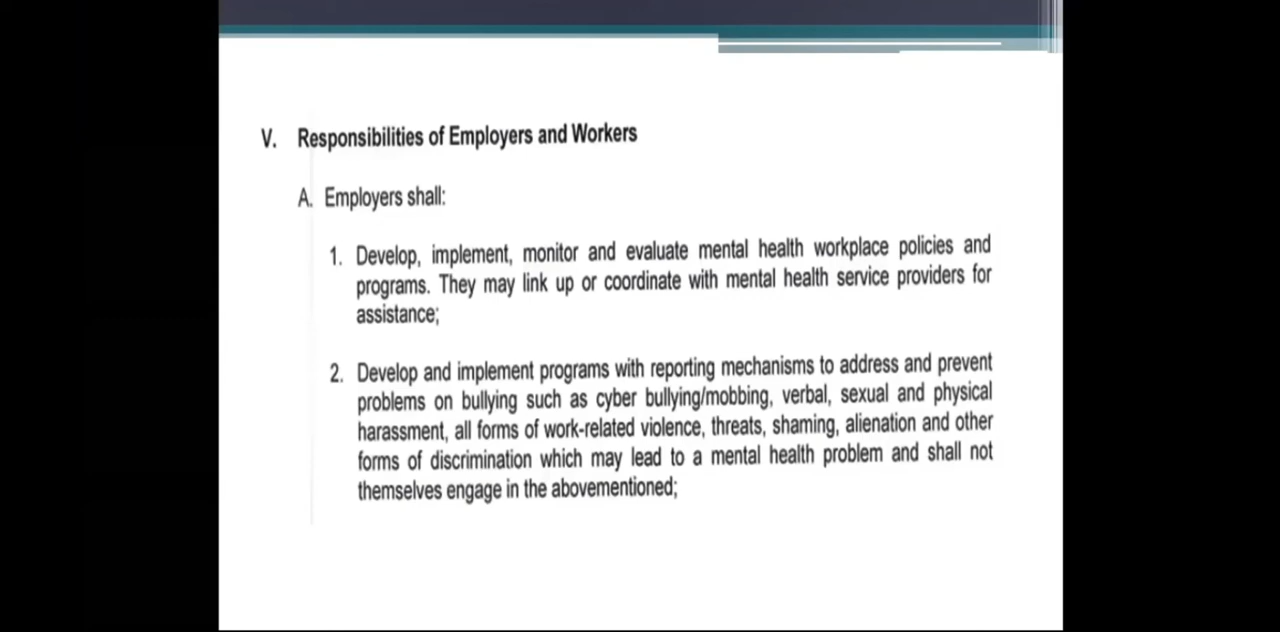 V. Responsibilities of Employers and Workers
A. Employers shall:
1. Develop, implement, monitor and evaluate mental health workplace policies and
programs. They may link up or coordinate with mental health service providers for
assistance;
2. Develop and implement programs with reporting mechanisms to address and prevent
problems on bullying such as cyber bullying/mobbing, verbal, sexual and physical
harassment, all forms of work-related violence, threats, shaming, alienation and other
forms of discrimination which may lead to a mental health problem and shall not
themselves engage in the abovementioned;